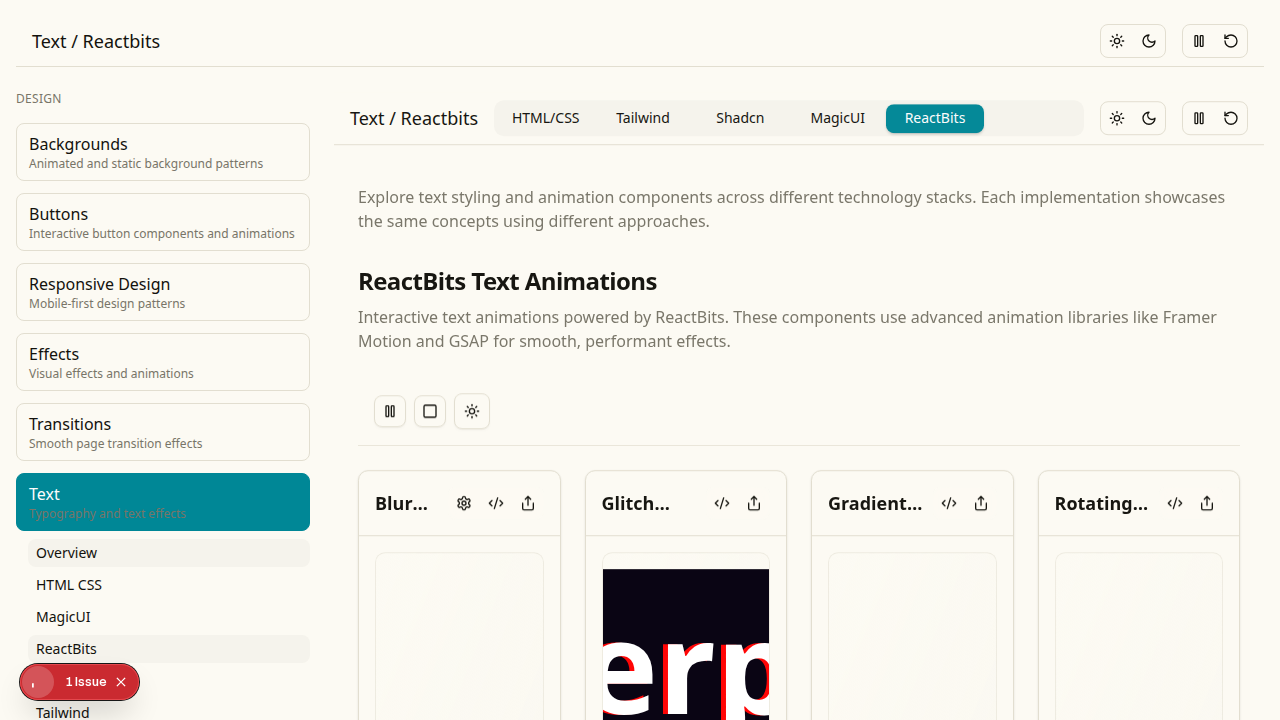 Text / Reactbits
DESIGN
Backgrounds
Animated and static background patterns
Buttons
Interactive button components and animations
Responsive Design
Mobile-first design patterns
Effects
Visual effects and animations
Transitions
Smooth page transition effects
Text
Typography and text effects
Overview
HTML CSS
MagicUI
ReactBits
1 Issue
Tailwind
Text / Reactbits
HTML/CSS
Tailwind
Shadcn
MagicUI
ReactBits
Explore text styling and animation components across different technology stacks. Each implementation showcases
the same concepts using different approaches.
ReactBits Text Animations
Interactive text animations powered by ReactBits. These components use advanced animation libraries like Framer
Motion and GSAP for smooth, performant effects.
Blur...
Glitch...
Gradient...
Rotating...
erp